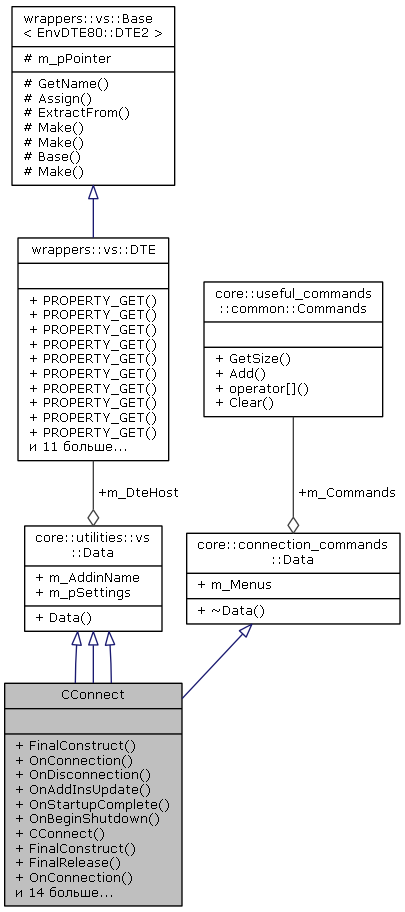 wrappers::vs::Base
< EnvDTE80::DTE2 >
# m_pPointer
# GetName()
# Assign()
# ExtractFrom()
# Make()
# Make()
# Base()
# Make()
wrappers::vs::DTE
+ PROPERTY_GET()
+ PROPERTY_GET()
+ PROPERTY_GET()
+ PROPERTY_GET()
+ PROPERTY_GET()
+ PROPERTY_GET()
+ PROPERTY_GET()
+ PROPERTY_GET()
+ PROPERTY_GET()
+ PROPERTY_GET()
и 11 больше...
core::useful_commands
::common::Commands
+ GetSize()
+ Add()
+ operator[]()
+ Clear()
+m_DteHost
+m_Commands
core::utilities::vs
::Data
+ m_AddinName
+ m_pSettings
+ Data()
core::connection_commands
::Data
+ m_Menus
+ ~Data()
CConnect
+ FinalConstruct()
+ OnConnection()
+ OnDisconnection()
+ OnAddInsUpdate()
+ OnStartupComplete()
+ OnBeginShutdown()
+ CConnect()
+ FinalConstruct()
+ FinalRelease()
+ OnConnection()
и 14 больше...